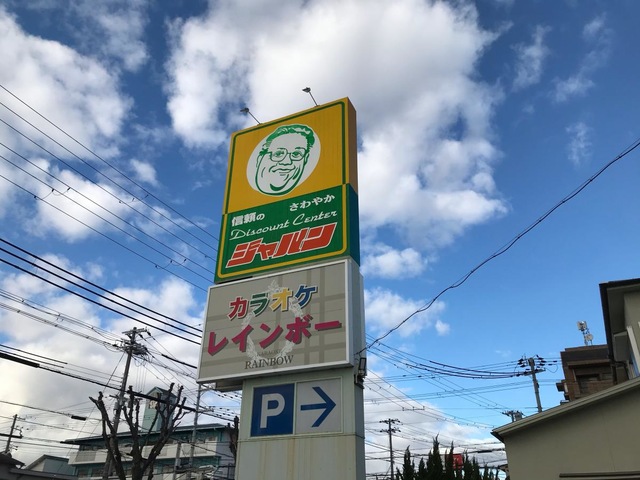 信頼の さわやか
Discount Center
ジャパン
カラオケ
レインボー
RAINBOW
P →